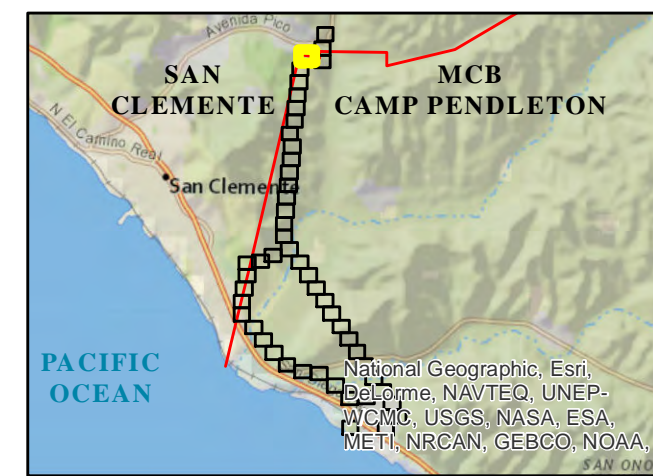 Avenida Pico
SAN
CLEMENTE
MCB
CAMP PENDLETON
N El Camino Real
San Clemente
PACIFIC
OCEAN
National Geographic, Esri,
DeLorme, NAVTEQ, UNEP-
WCMC, USGS, NASA, ESA,
METI, NRCAN, GEBCO, NOAA,
SAN ONO